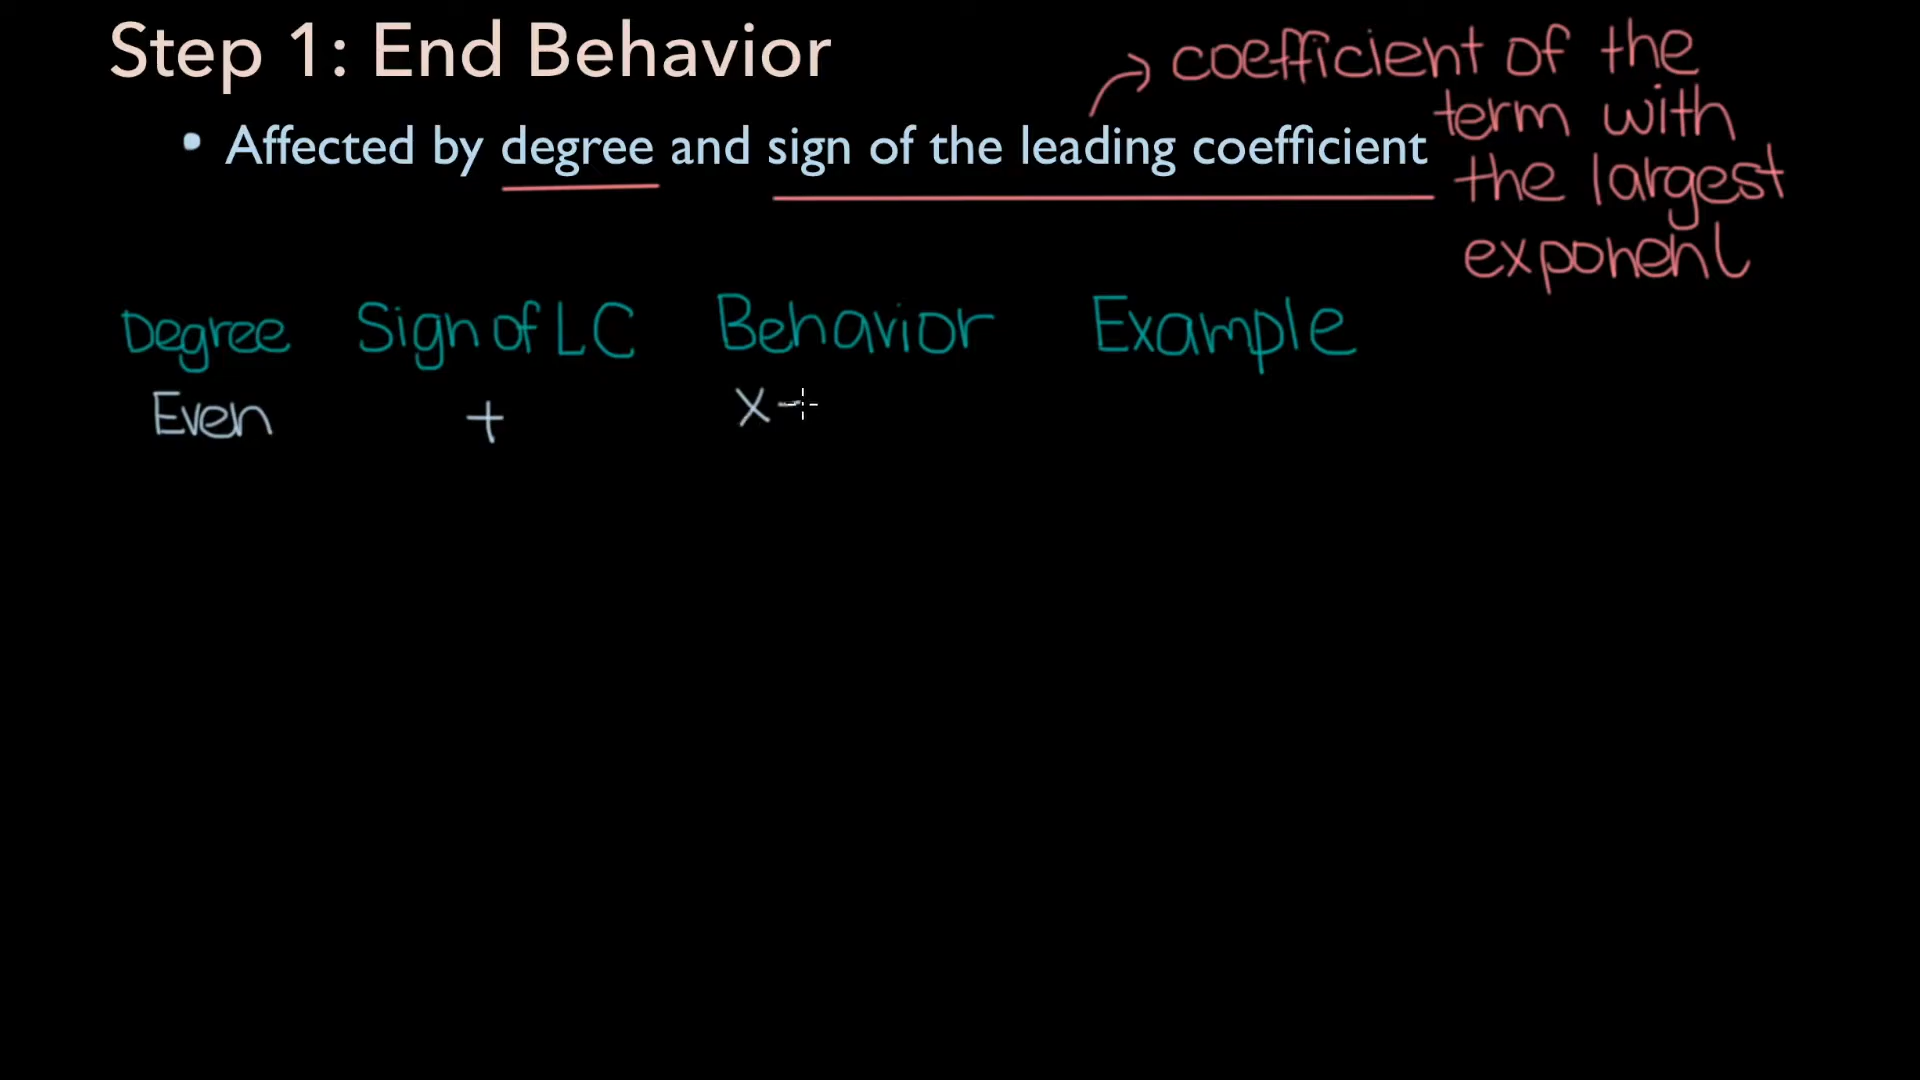 Step 1: End Behavior
• Affected by degree and sign of the leading coefficient
→ coefficient of the
term with
the largest
exponent
Degree Sign of LC Behavior Example
Even + X -